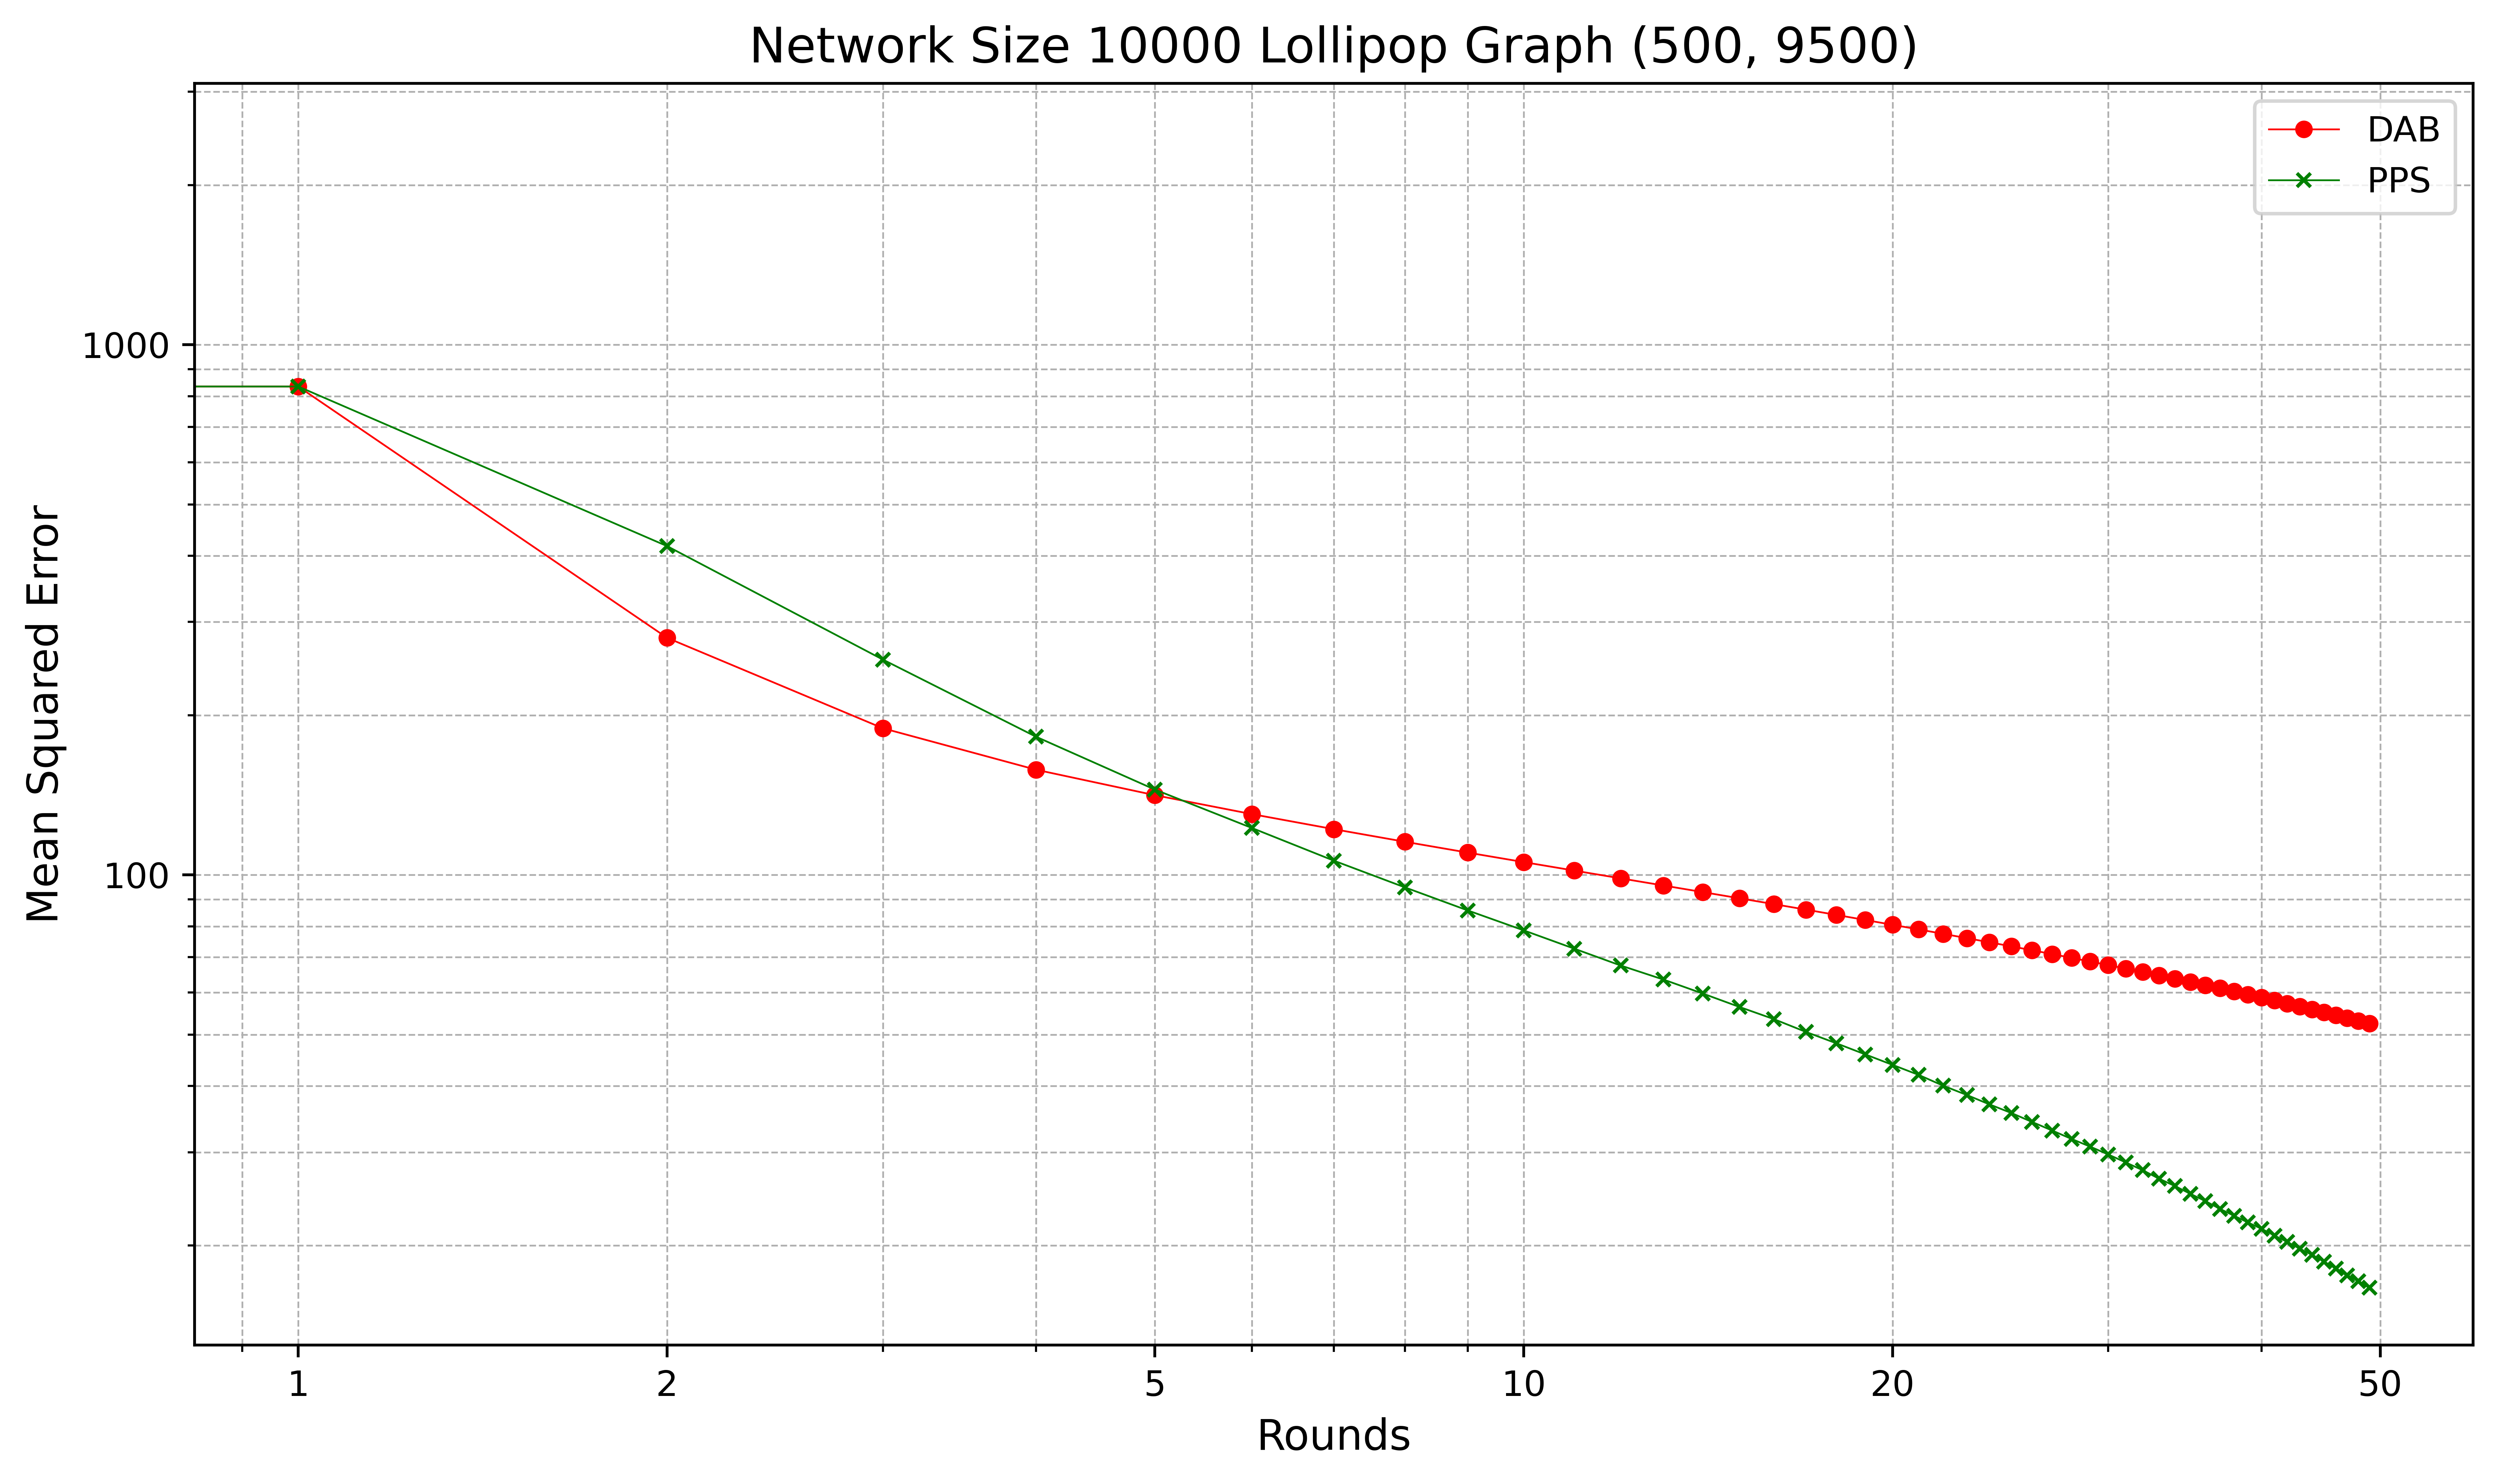 Network Size 10000 Lollipop Graph (500, 9500)
DAB
PPS
Mean Squared Error
1000
100
1 2 5 10 20 50
Rounds